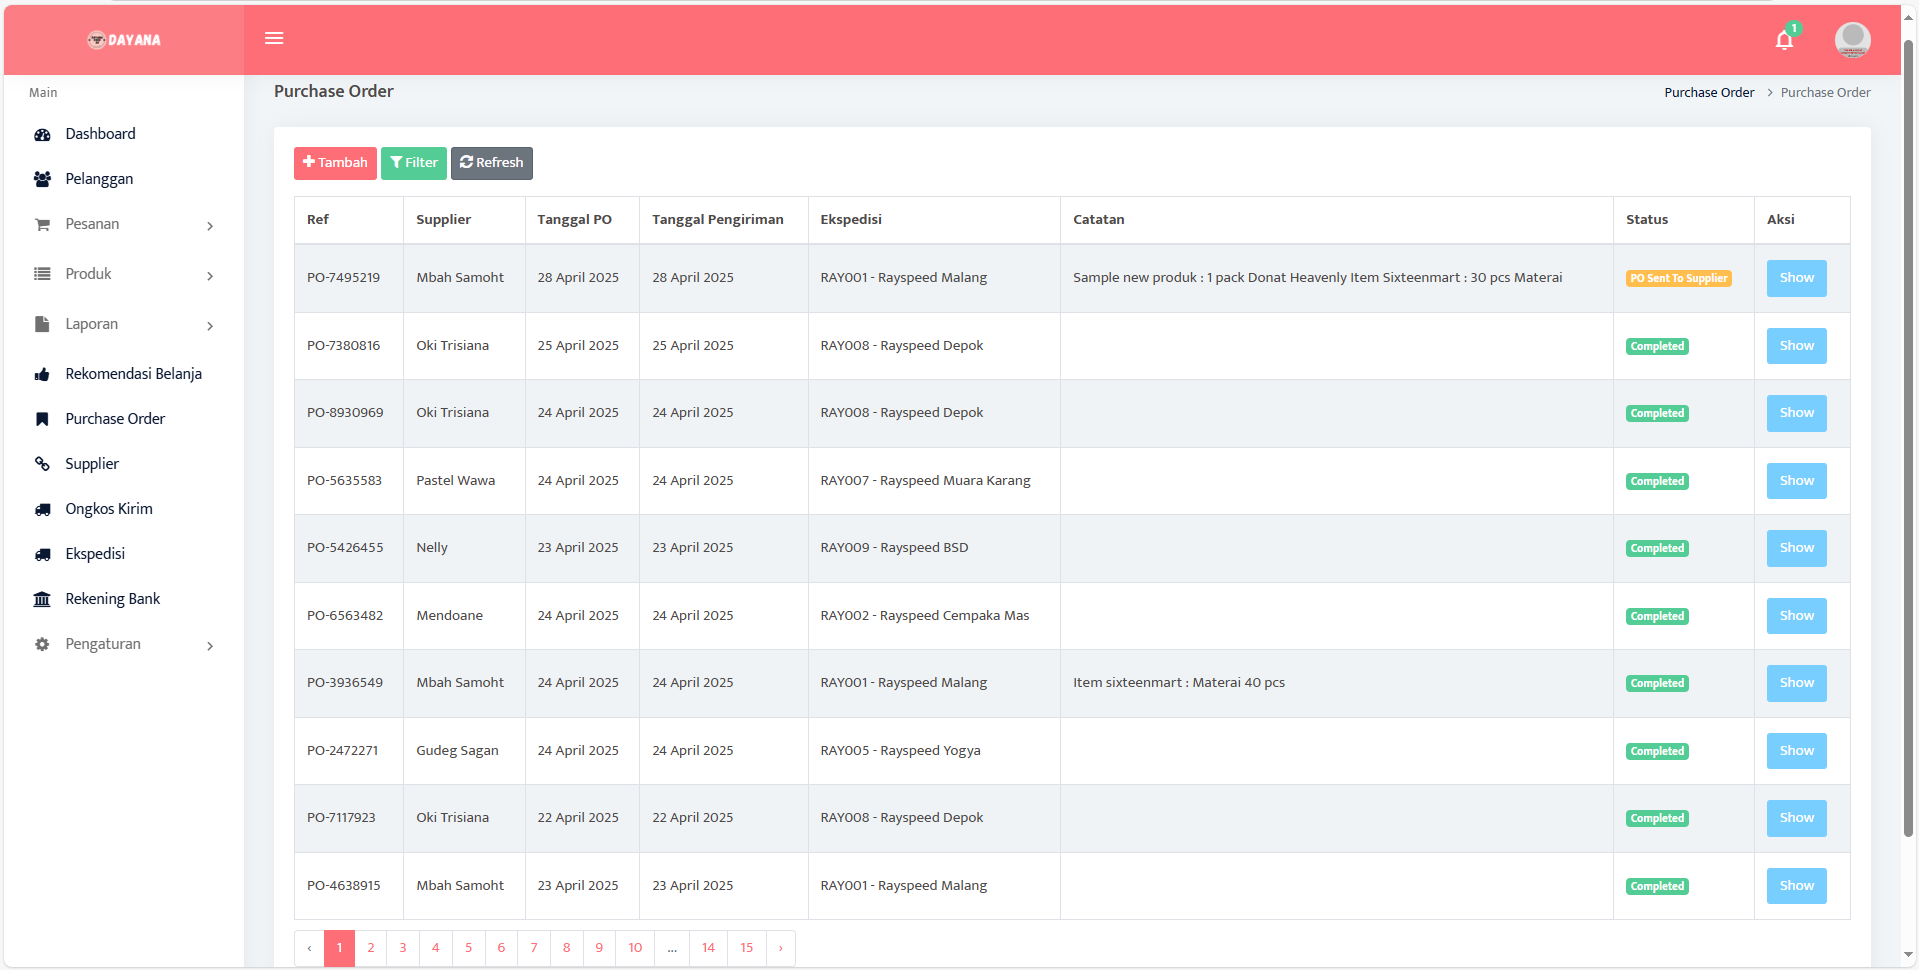 DAYANA
1
Main
Dashboard
Pelanggan
Pesanan
Produk
Laporan
Rekomendasi Belanja
Purchase Order
Supplier
Ongkos Kirim
Ekspedisi
Rekening Bank
Pengaturan
Purchase Order
Purchase Order > Purchase Order
Tambah Filter Refresh
Ref Supplier Tanggal PO Tanggal Pengiriman Ekspedisi Catatan Status Aksi
PO-7495219 Mbah Samoht 28 April 2025 28 April 2025 RAY001 - Rayspeed Malang Sample new produk : 1 pack Donat Heavenly Item Sixteenmart : 30 pcs Materai PO Sent To Supplier Show
PO-7380816 Oki Trisiana 25 April 2025 25 April 2025 RAY008 - Rayspeed Depok Completed Show
PO-8930969 Oki Trisiana 24 April 2025 24 April 2025 RAY008 - Rayspeed Depok Completed Show
PO-5635583 Pastel Wawa 24 April 2025 24 April 2025 RAY007 - Rayspeed Muara Karang Completed Show
PO-5426455 Nelly 23 April 2025 23 April 2025 RAY009 - Rayspeed BSD Completed Show
PO-6563482 Mendoane 24 April 2025 24 April 2025 RAY002 - Rayspeed Cempaka Mas Completed Show
PO-3936549 Mbah Samoht 24 April 2025 24 April 2025 RAY001 - Rayspeed Malang Item sixteenmart : Materai 40 pcs Completed Show
PO-2472271 Gudeg Sagan 24 April 2025 24 April 2025 RAY005 - Rayspeed Yogya Completed Show
PO-7117923 Oki Trisiana 22 April 2025 22 April 2025 RAY008 - Rayspeed Depok Completed Show
PO-4638915 Mbah Samoht 23 April 2025 23 April 2025 RAY001 - Rayspeed Malang Completed Show
‹ 1 2 3 4 5 6 7 8 9 10 ... 14 15 ›